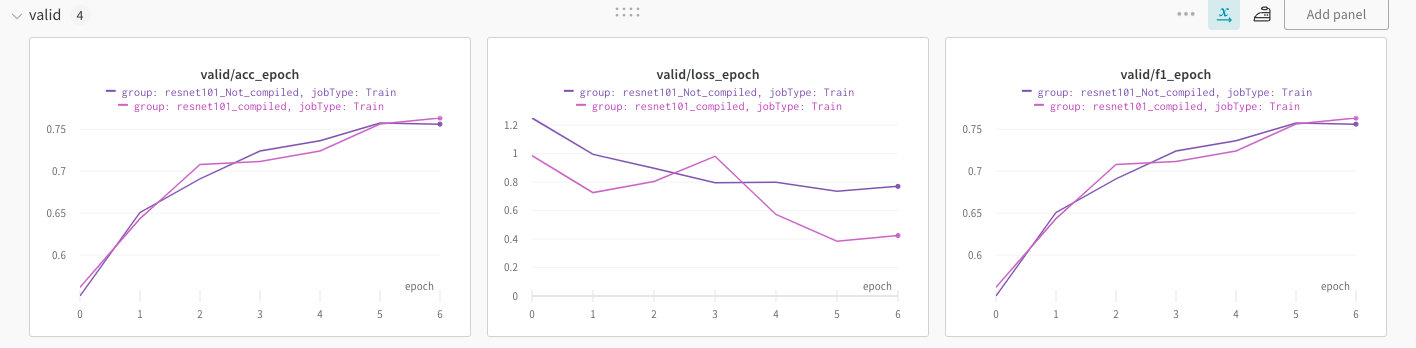 valid 4
Add panel
valid/acc_epoch
group: resnet101_Not_compiled, jobType: Train
group: resnet101_compiled, jobType: Train
0.75
0.7
0.65
0.6
epoch
0 1 2 3 4 5 6
valid/loss_epoch
group: resnet101_Not_compiled, jobType: Train
group: resnet101_compiled, jobType: Train
1.2
1
0.8
0.6
0.4
0.2
0
epoch
0 1 2 3 4 5 6
valid/f1_epoch
group: resnet101_Not_compiled, jobType: Train
group: resnet101_compiled, jobType: Train
0.75
0.7
0.65
0.6
epoch
0 1 2 3 4 5 6